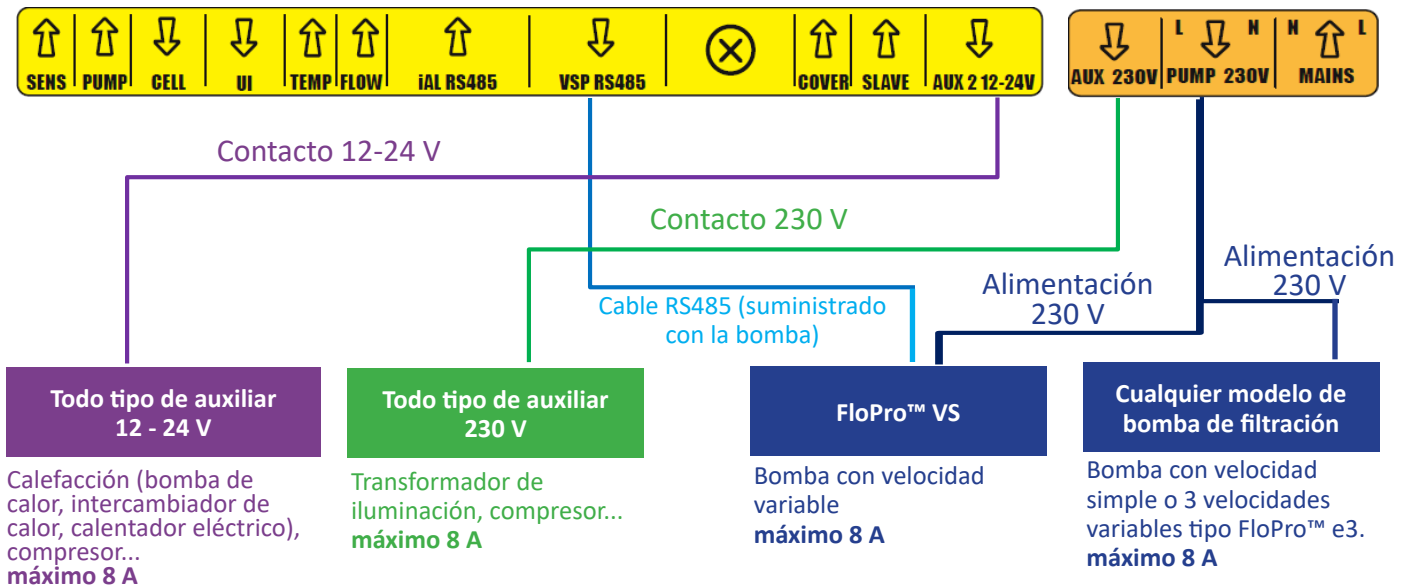 SENS PUMP CELL UI TEMP FLOW iAL RS485 VSP RS485 COVER SLAVE AUX 2 12-24V
L N N L
AUX 230V PUMP 230V MAINS
Contacto 12-24 V
Contacto 230 V
Alimentación
230 V
Alimentación
230 V
Cable RS485 (suministrado
con la bomba)
Todo tipo de auxiliar
12 - 24 V
Calefacción (bomba de
calor, intercambiador de
calor, calentador eléctrico),
compresor...
máximo 8 A
Todo tipo de auxiliar
230 V
Transformador de
iluminación, compresor...
máximo 8 A
FloPro™ VS
Bomba con velocidad
variable
máximo 8 A
Cualquier modelo de
bomba de filtración
Bomba con velocidad
simple o 3 velocidades
variables tipo FloPro™ e3.
máximo 8 A